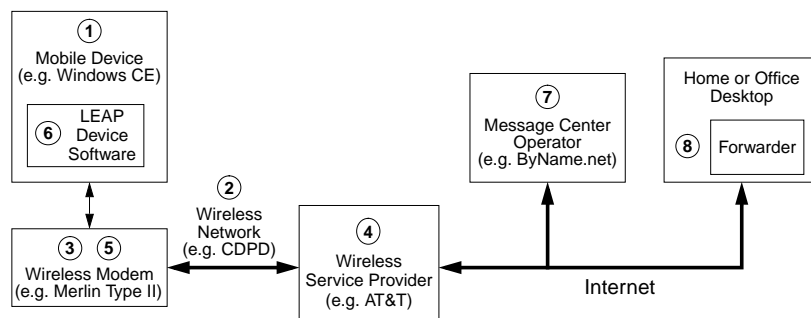 1
Mobile Device
(e.g. Windows CE)
6
LEAP
Device
Software
3 5
Wireless Modem
(e.g. Merlin Type II)
2
Wireless
Network
(e.g. CDPD)
4
Wireless
Service Provider
(e.g. AT&T)
7
Message Center
Operator
(e.g. ByName.net)
Home or Office
Desktop
8
Forwarder
Internet